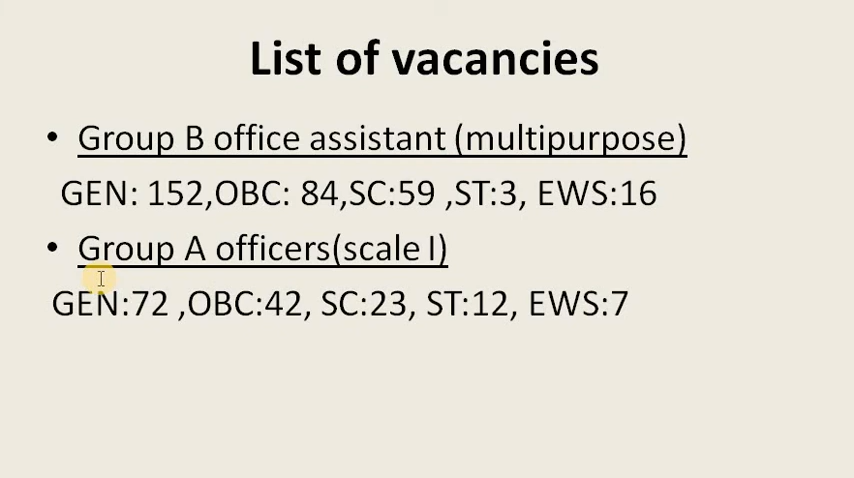 List of vacancies
• Group B office assistant (multipurpose)
GEN: 152,OBC: 84,SC:59 ,ST:3, EWS:16
• Group A officers(scale I)
GEN:72 ,OBC:42, SC:23, ST:12, EWS:7